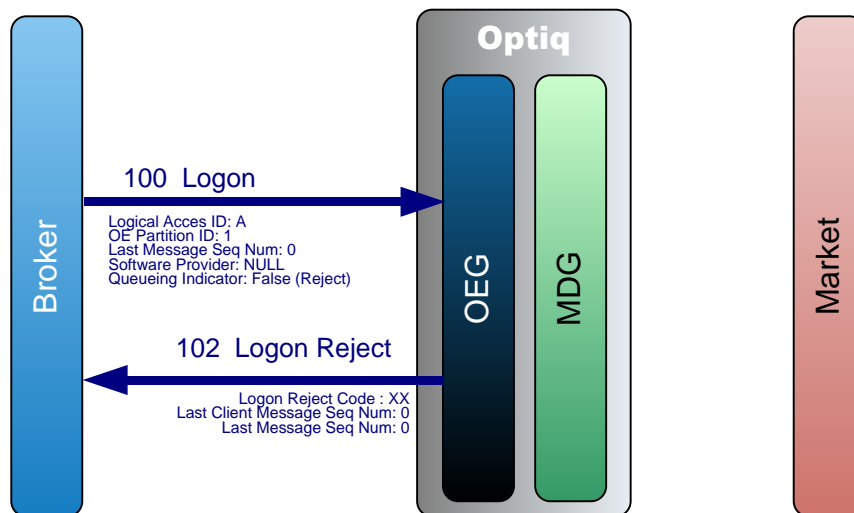 Optiq
Broker
100 Logon
Logical Acces ID: A
OE Partition ID: 1
Last Message Seq Num: 0
Software Provider: NULL
Queueing Indicator: False (Reject)
OEG
MDG
Market
102 Logon Reject
Logon Reject Code : XX
Last Client Message Seq Num: 0
Last Message Seq Num: 0